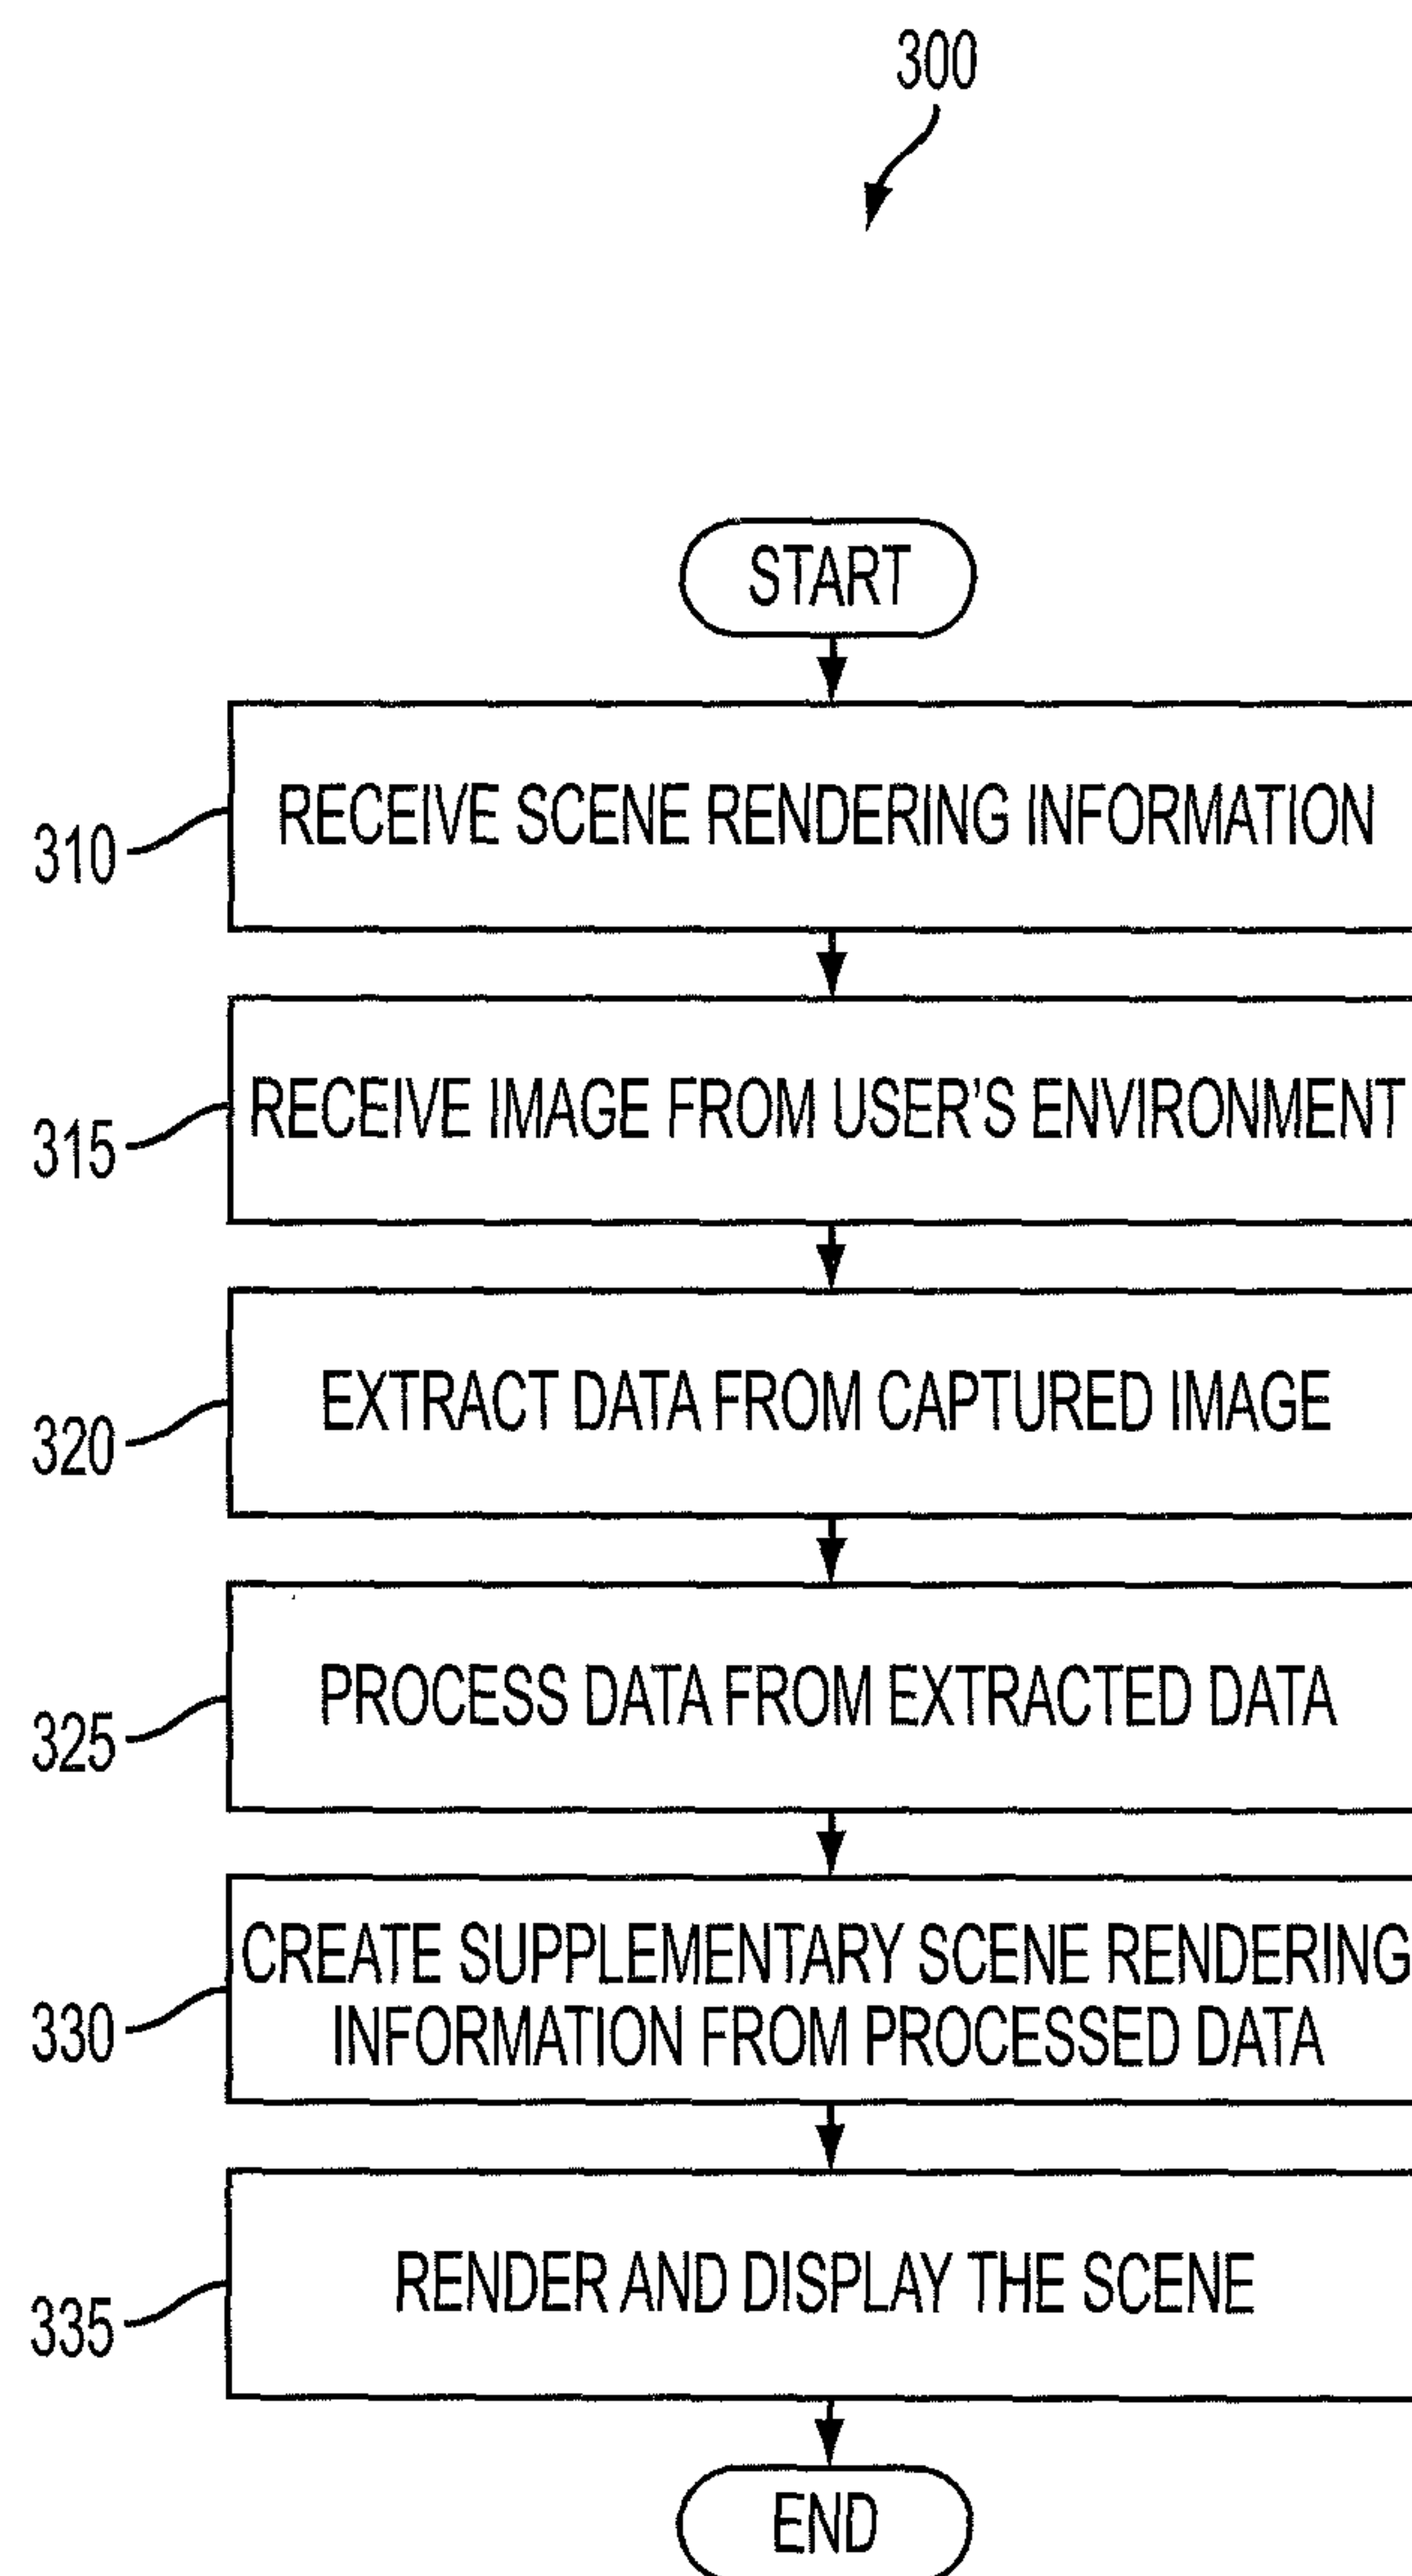 300
START
310
RECEIVE SCENE RENDERING INFORMATION
315
RECEIVE IMAGE FROM USER'S ENVIRONMENT
320
EXTRACT DATA FROM CAPTURED IMAGE
325
PROCESS DATA FROM EXTRACTED DATA
330
CREATE SUPPLEMENTARY SCENE RENDERING
INFORMATION FROM PROCESSED DATA
335
RENDER AND DISPLAY THE SCENE
END